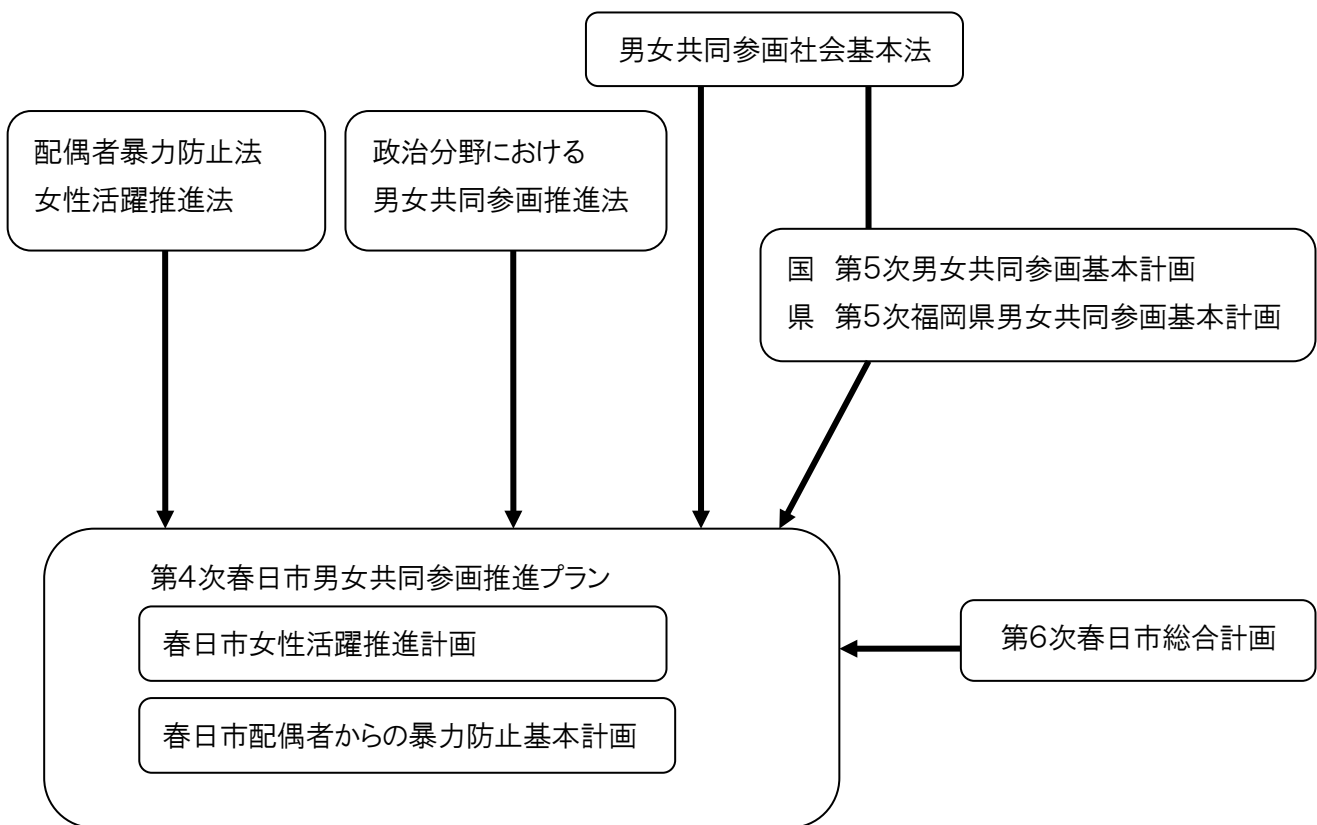 男女共同参画社会基本法
配偶者暴力防止法
女性活躍推進法
政治分野における
男女共同参画推進法
国 第5次男女共同参画基本計画
県 第5次福岡県男女共同参画基本計画
第4次春日市男女共同参画推進プラン
春日市女性活躍推進計画
春日市配偶者からの暴力防止基本計画
第6次春日市総合計画